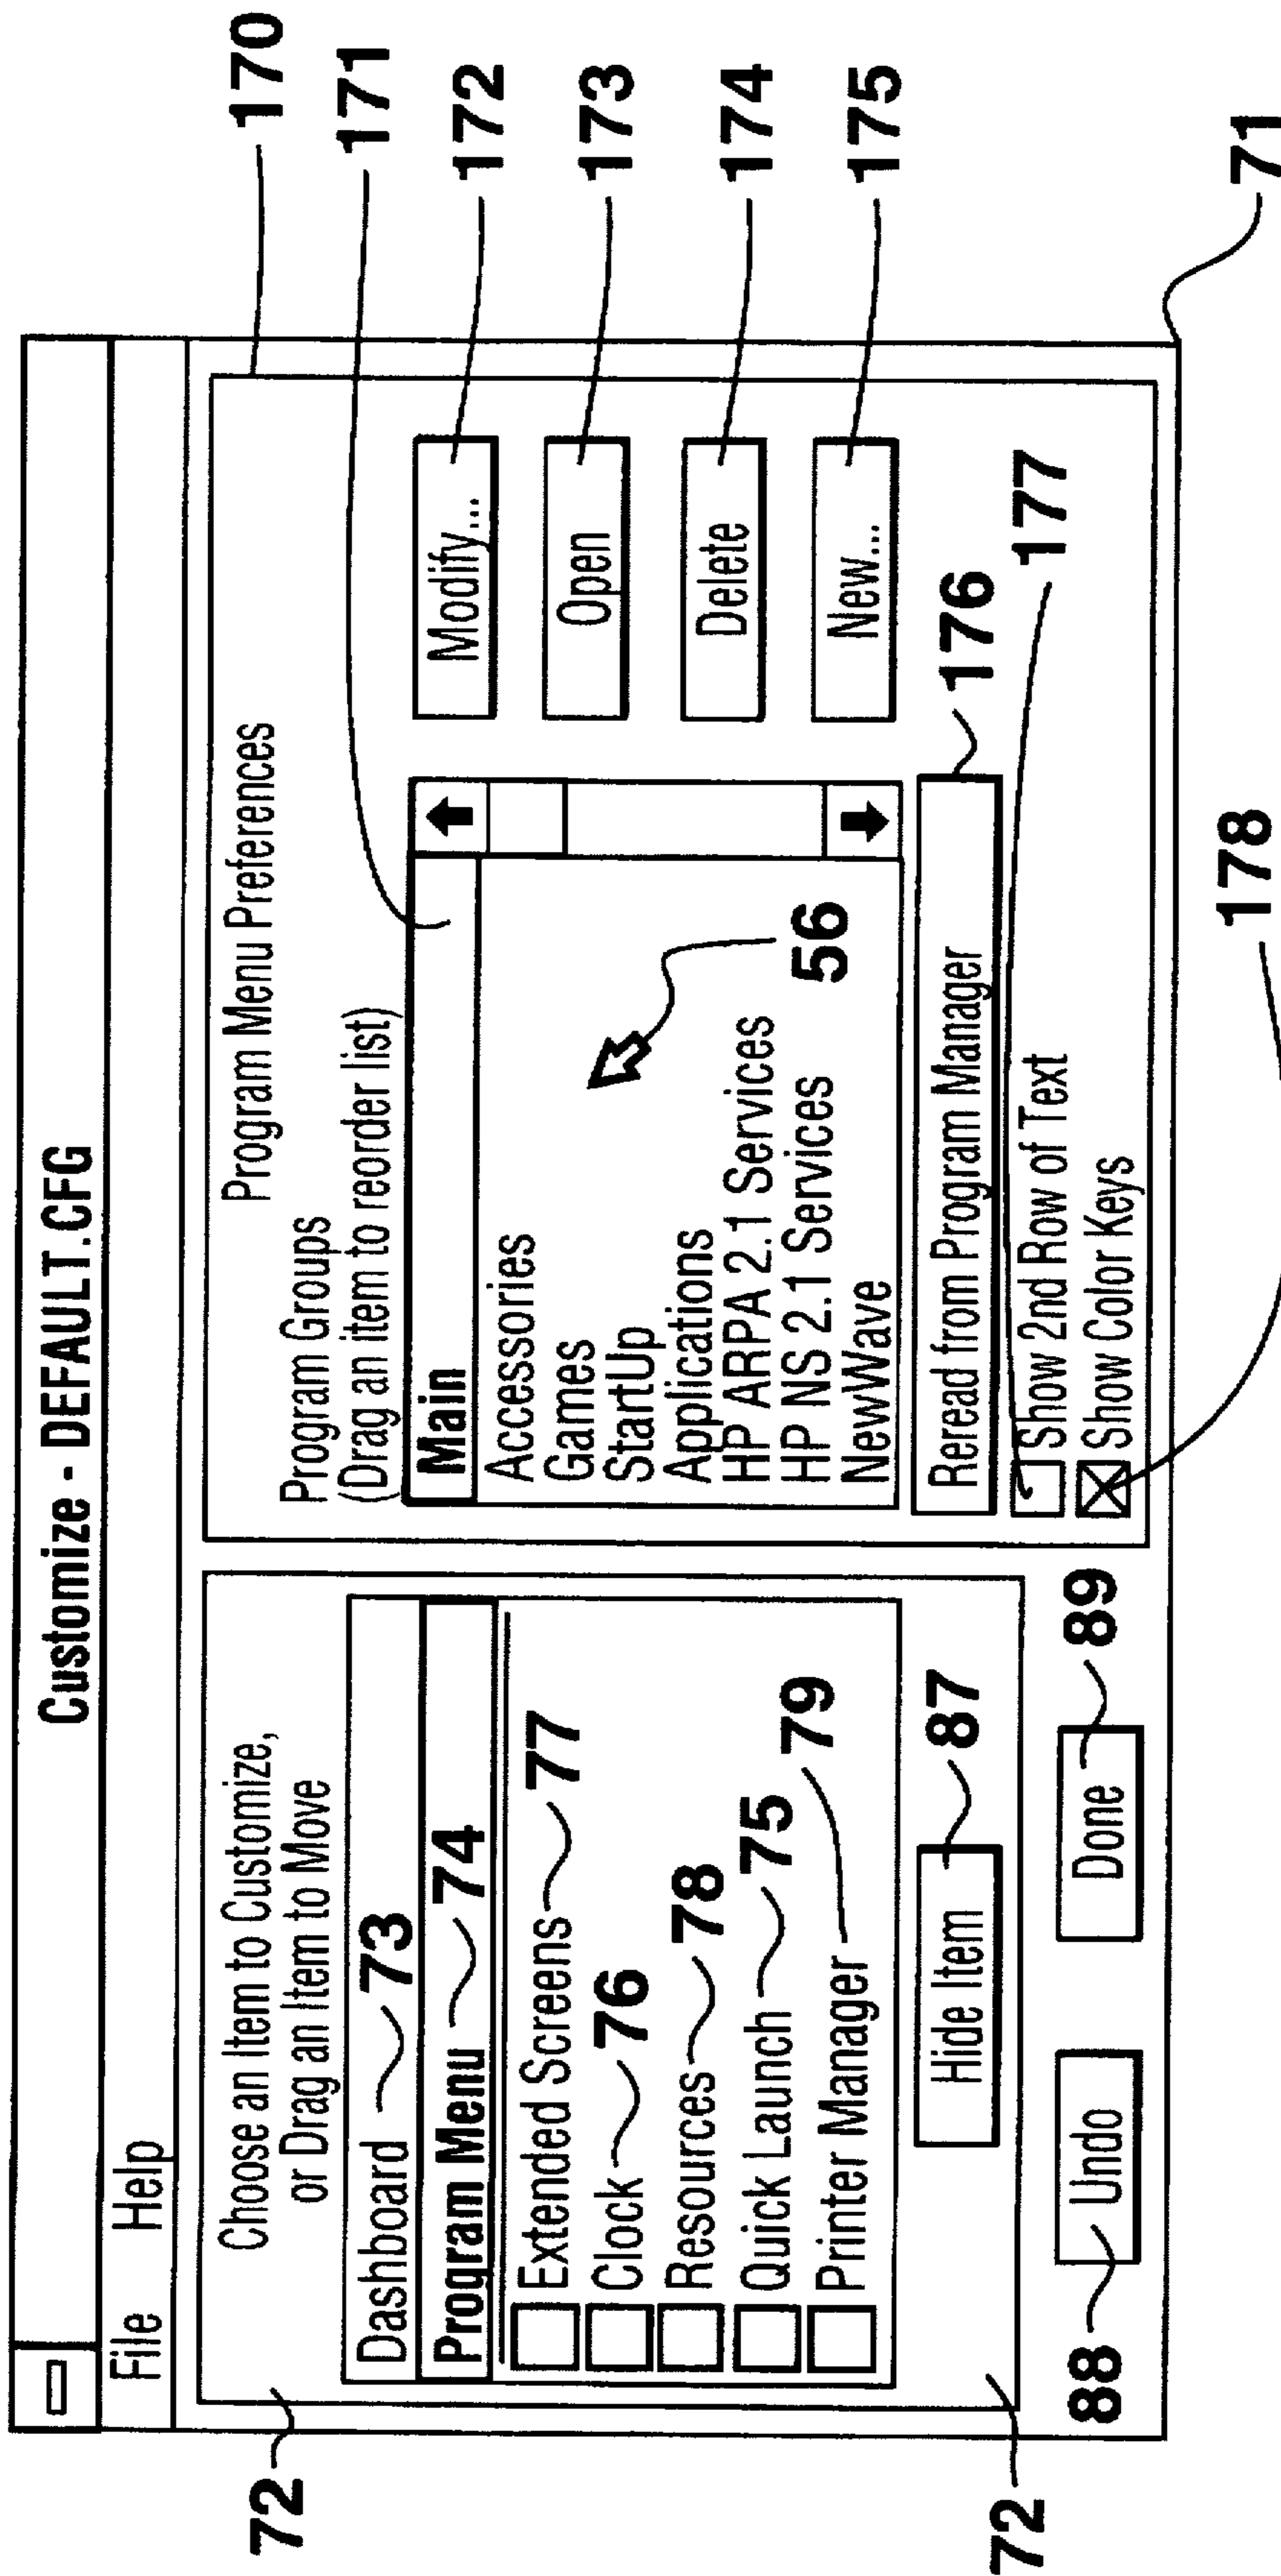 Customize - DEFAULT.CFG
File Help
72
Choose an Item to Customize,
or Drag an Item to Move
Dashboard 73
Program Menu 74
Extended Screens 77
Clock 76
Resources 78
Quick Launch 75
Printer Manager 79
Hide Item 87
72
88 Undo
Done 89
Program Menu Preferences
Program Groups
(Drag an item to reorder list)
Main
Accessories
Games
StartUp
Applications
HP ARPA 2.1 Services
HP NS 2.1 Services
NewWave
56
Reread from Program Manager 176
Show 2nd Row of Text
Show Color Keys
Modify...
Open
Delete
New...
170
171
172
173
174
175
177
71
178